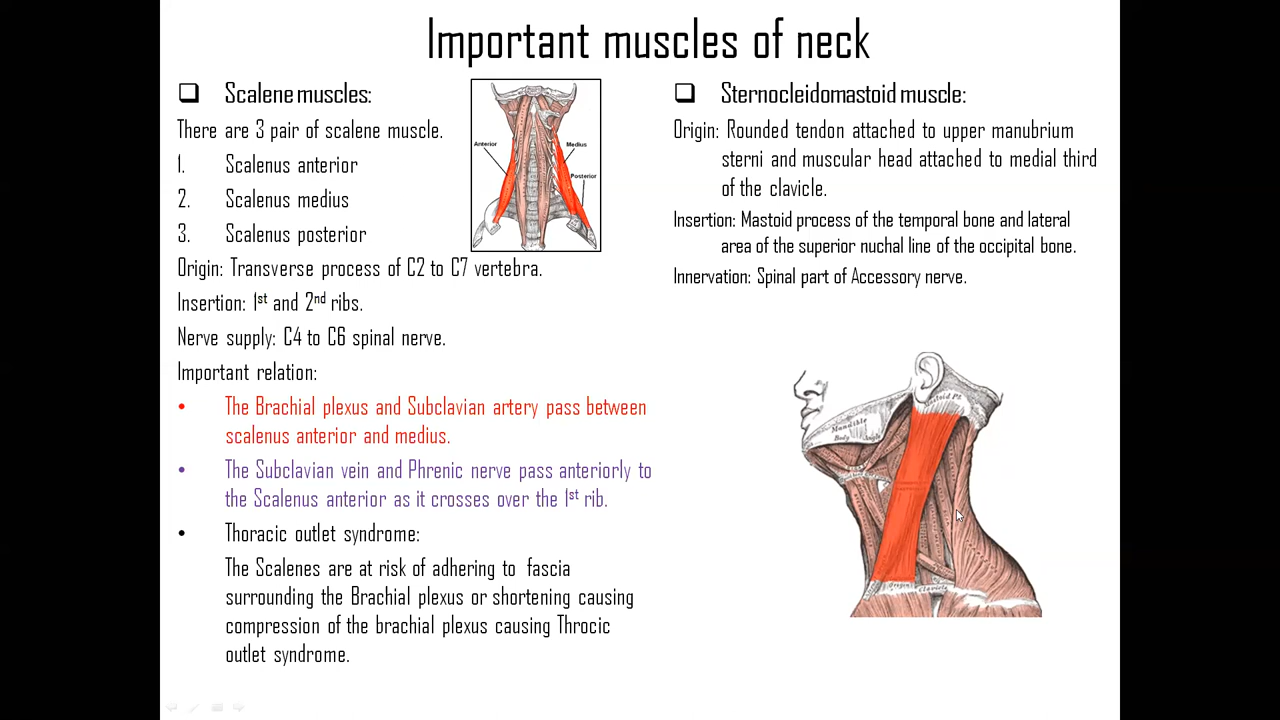 Important muscles of neck
❑ Scalene muscles:
There are 3 pair of scalene muscle.
1. Scalenus anterior
2. Scalenus medius
3. Scalenus posterior
Origin: Transverse process of C2 to C7 vertebra.
Insertion: 1st and 2nd ribs.
Nerve supply: C4 to C6 spinal nerve.
Important relation:
• The Brachial plexus and Subclavian artery pass between
scalenus anterior and medius.
• The Subclavian vein and Phrenic nerve pass anteriorly to
the Scalenus anterior as it crosses over the 1st rib.
• Thoracic outlet syndrome:
The Scalenes are at risk of adhering to fascia
surrounding the Brachial plexus or shortening causing
compression of the brachial plexus causing Throcic
outlet syndrome.
Anterior
Medius
Posterior
❑ Sternocleidomastoid muscle:
Origin: Rounded tendon attached to upper manubrium
sterni and muscular head attached to medial third
of the clavicle.
Insertion: Mastoid process of the temporal bone and lateral
area of the superior nuchal line of the occipital bone.
Innervation: Spinal part of Accessory nerve.
Mastoid Ps.
Mandible
Body Angle
Clavicle